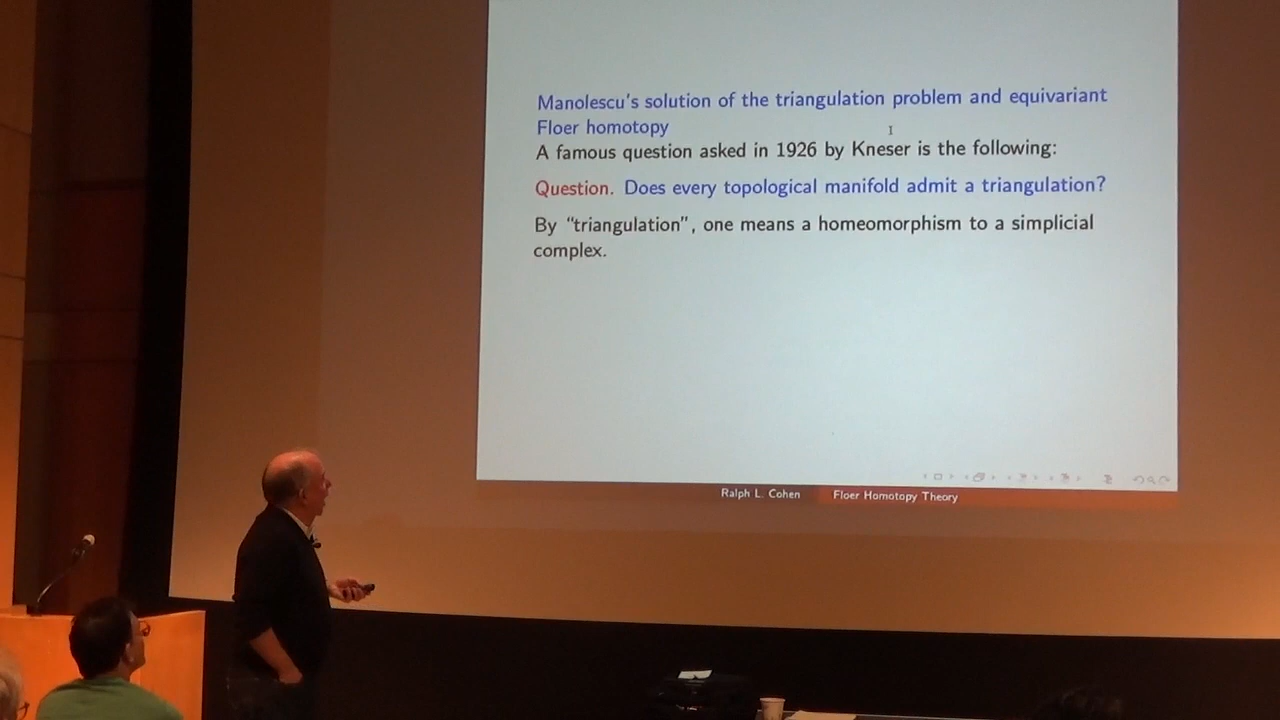 Manolescu's solution of the triangulation problem and equivariant
Floer homotopy
A famous question asked in 1926 by Kneser is the following:
Question. Does every topological manifold admit a triangulation?
By “triangulation”, one means a homeomorphism to a simplicial
complex.
Ralph L. Cohen Floer Homotopy Theory